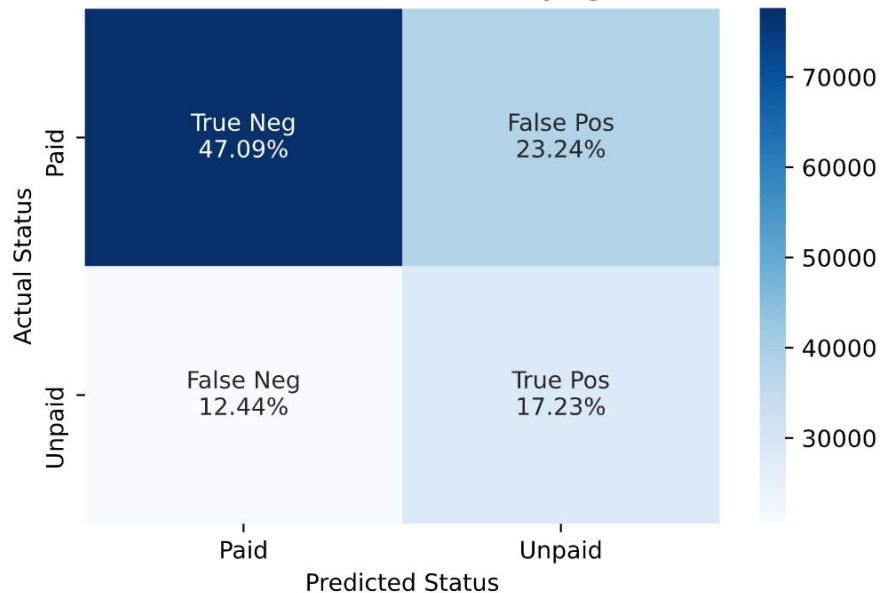 True Neg
47.09%
False Pos
23.24%
False Neg
12.44%
True Pos
17.23%
Paid
Unpaid
Actual Status
Paid
Unpaid
Predicted Status
70000
60000
50000
40000
30000